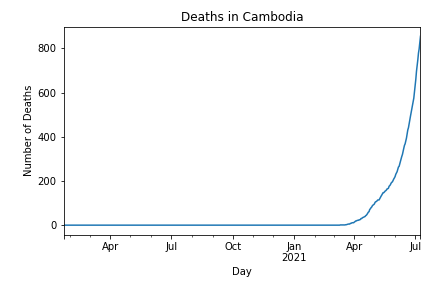 Deaths in Cambodia
800
600
400
200
0
Number of Deaths
Apr
Jul
Oct
Jan
2021
Apr
Jul
Day